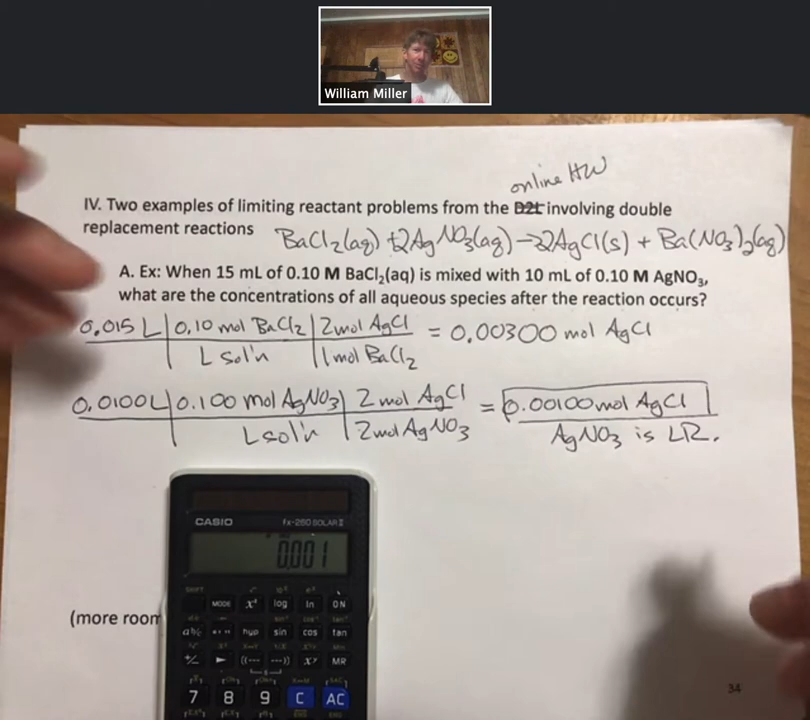 William Miller
online HW
IV. Two examples of limiting reactant problems from the D2L involving double
replacement reactions BaCl₂(aq) + 2AgNO₃(aq) → 2AgCl(s) + Ba(NO₃)₂(aq)
A. Ex: When 15 mL of 0.10 M BaCl₂(aq) is mixed with 10 mL of 0.10 M AgNO₃,
what are the concentrations of all aqueous species after the reaction occurs?
0.015 L | 0.10 mol BaCl₂ | 2 mol AgCl = 0.00300 mol AgCl
L sol'n | 1 mol BaCl₂
0.0100 L | 0.100 mol AgNO₃ | 2 mol AgCl = 0.00100 mol AgCl
L sol'n | 2 mol AgNO₃ AgNO₃ is LR.
CASIO fx-260 SOLAR II
0.001
SHIFT
MODE log ln ON
hyp sin cos tan
MR
(more room
7 8 9 C AC
34